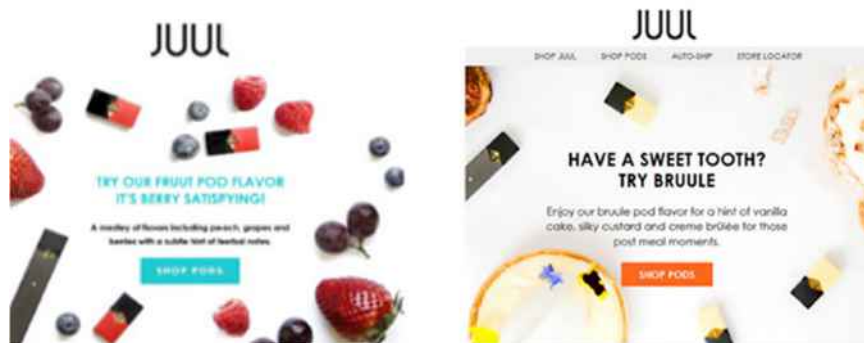 JUUL
TRY OUR FRUUT POD FLAVOR
IT'S BERRY SATISFYING!
A medley of flavors including peach, grapes and
berries with a subtle hint of herbal notes.
SHOP PODS
JUUL
SHOP JUUL SHOP PODS AUTO-SHIP STORE LOCATOR
HAVE A SWEET TOOTH?
TRY BRUULE
Enjoy our bruule pod flavor for a hint of vanilla
cake, silky custard and creme brûlée for those
post meal moments.
SHOP PODS